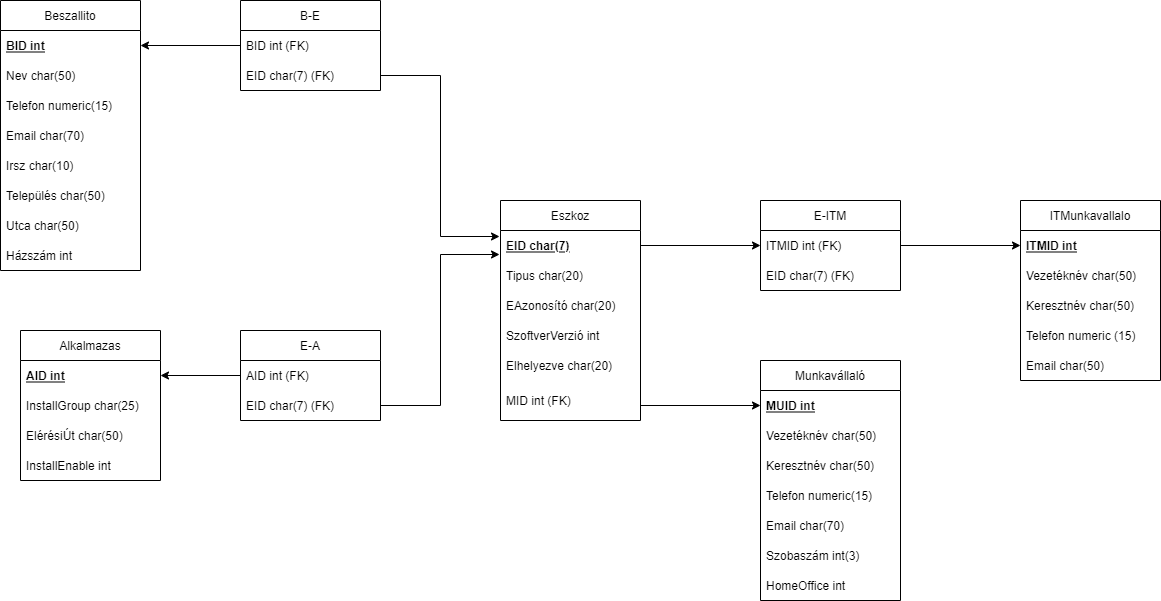 Beszallito
BID int
Nev char(50)
Telefon numeric(15)
Email char(70)
Irsz char(10)
Település char(50)
Utca char(50)
Házszám int
B-E
BID int (FK)
EID char(7) (FK)
Alkalmazas
AID int
InstallGroup char(25)
ElérésiÚt char(50)
InstallEnable int
E-A
AID int (FK)
EID char(7) (FK)
Eszkoz
EID char(7)
Tipus char(20)
EAzonosító char(20)
SzoftverVerzió int
Elhelyezve char(20)
MID int (FK)
E-ITM
ITMID int (FK)
EID char(7) (FK)
Munkavállaló
MUID int
Vezetéknév char(50)
Keresztnév char(50)
Telefon numeric(15)
Email char(70)
Szobaszám int(3)
HomeOffice int
ITMunkavallalo
ITMID int
Vezetéknév char(50)
Keresztnév char(50)
Telefon numeric (15)
Email char(50)